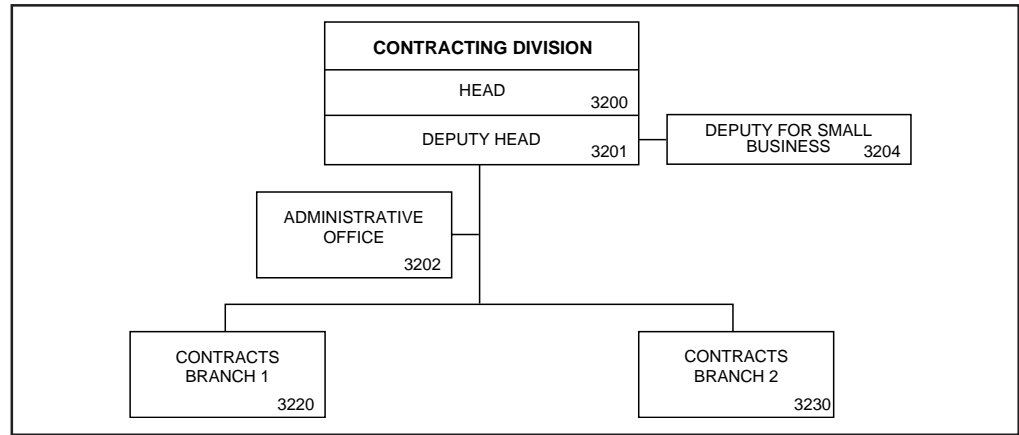 CONTRACTING DIVISION
HEAD
3200
DEPUTY HEAD
3201
DEPUTY FOR SMALL
BUSINESS 3204
ADMINISTRATIVE
OFFICE
3202
CONTRACTS
BRANCH 1
3220
CONTRACTS
BRANCH 2
3230